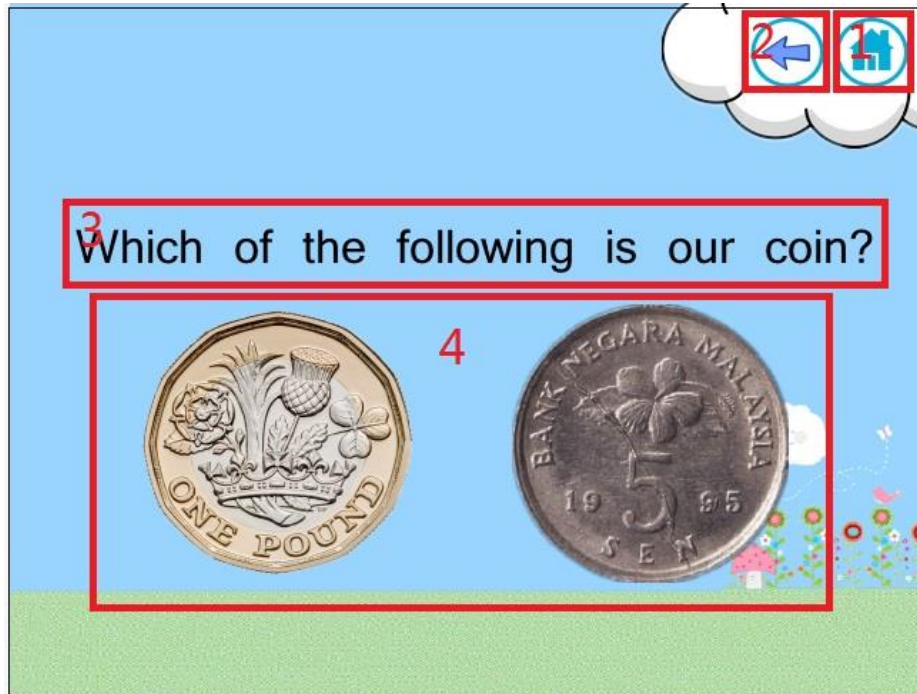 2 1
3
Which of the following is our coin?
4
ONE POUND
BANK NEGARA MALAYSIA
19 5 95
SEN